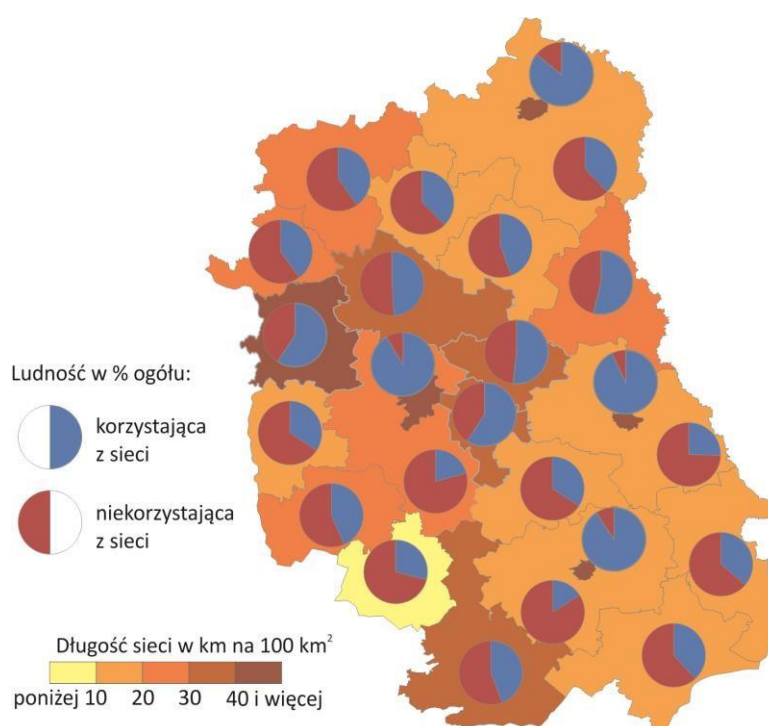 Ludność w % ogółu:
korzystająca
z sieci
niekorzystająca
z sieci
Długość sieci w km na 100 km²
poniżej 10 20 30 40 i więcej